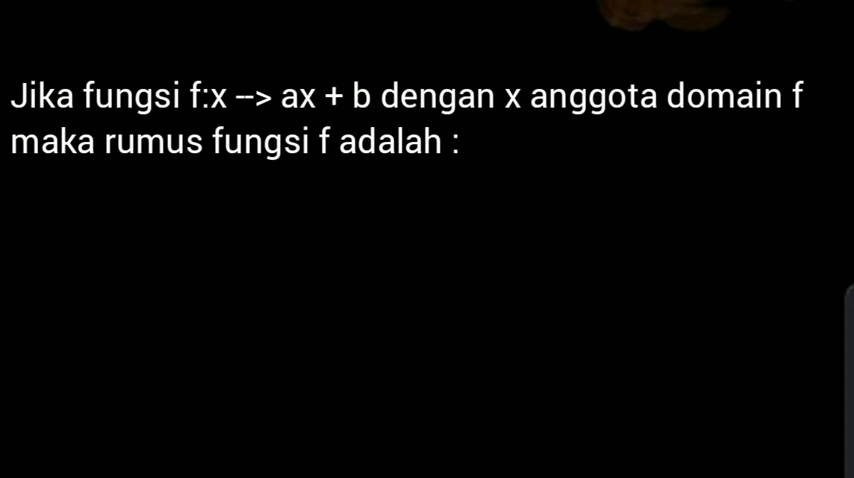 Jika fungsi f:x --> ax + b dengan x anggota domain f
maka rumus fungsi f adalah :